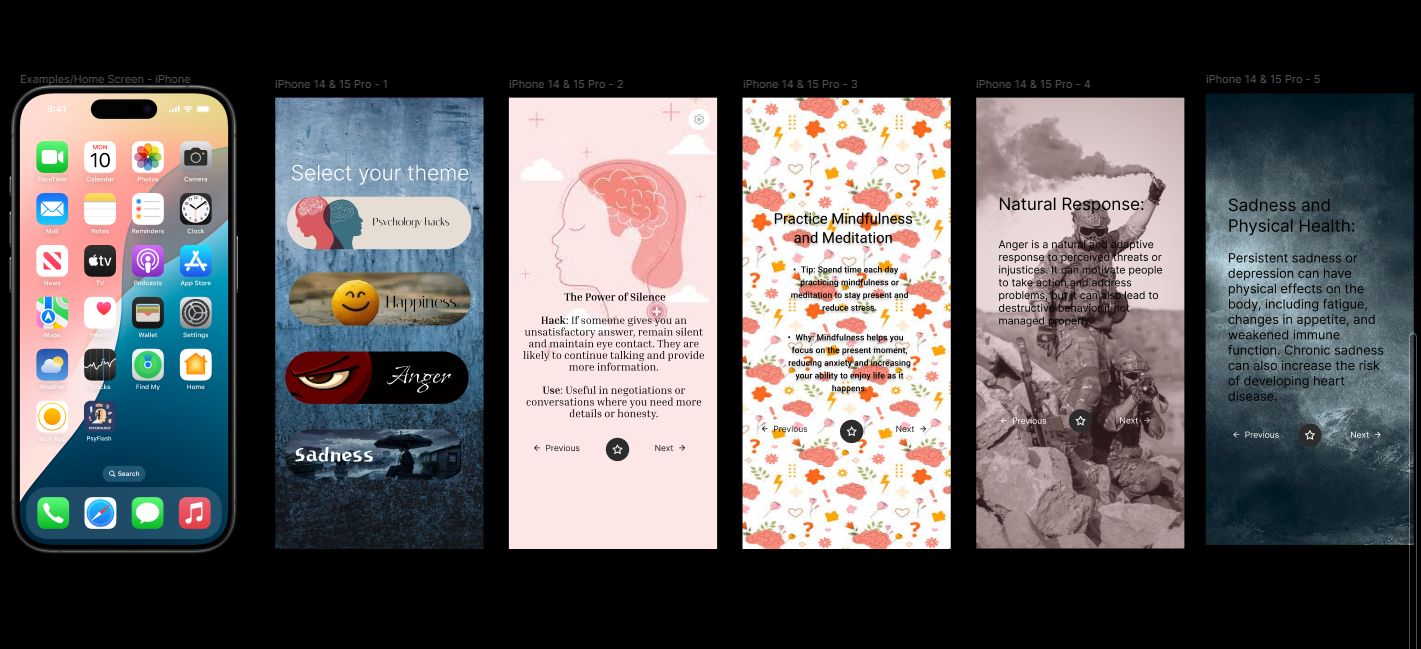 Examples/Home Screen - iPhone
9:41
FaceTime
MON
10
Calendar
Photos
Camera
Mail
Notes
Reminders
Clock
News
tv
TV
Podcasts
App Store
Maps
Health
Wallet
Settings
Weather
Stocks
Find My
Home
PSYCHOLOGY
PsyFlash
Search
iPhone 14 & 15 Pro - 1
Select your theme
Psychology hacks
Happiness
Anger
Sadness
iPhone 14 & 15 Pro - 2
The Power of Silence
Hack: If someone gives you an
unsatisfactory answer, remain silent
and maintain eye contact. They are
likely to continue talking and provide
more information.
Use: Useful in negotiations or
conversations where you need more
details or honesty.
← Previous
Next →
iPhone 14 & 15 Pro - 3
Practice Mindfulness
and Meditation
• Tip: Spend time each day
practicing mindfulness or
meditation to stay present and
reduce stress.
• Why: Mindfulness helps you
focus on the present moment,
reducing anxiety and increasing
your ability to enjoy life as it
happens.
← Previous
Next →
iPhone 14 & 15 Pro - 4
Natural Response:
Anger is a natural and adaptive
response to perceived threats or
injustices. It can motivate people
to take action and address
problems, but it can also lead to
destructive behavior if not
managed properly.
← Previous
Next →
iPhone 14 & 15 Pro - 5
Sadness and
Physical Health:
Persistent sadness or
depression can have
physical effects on the
body, including fatigue,
changes in appetite, and
weakened immune
function. Chronic sadness
can also increase the risk
of developing heart
disease.
← Previous
Next →